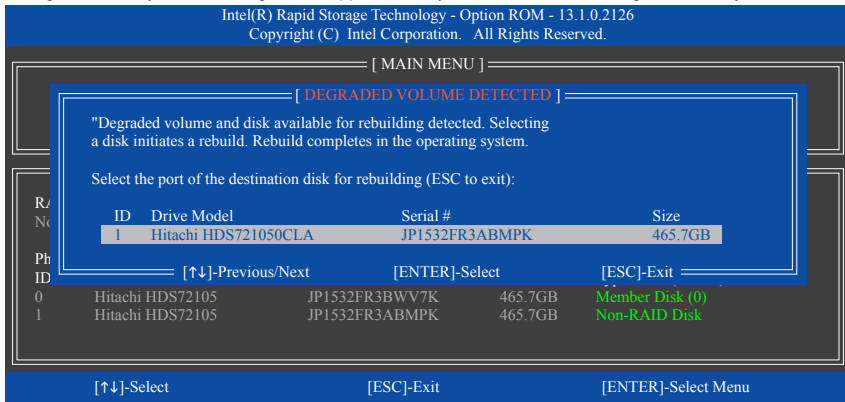 Intel(R) Rapid Storage Technology - Option ROM - 13.1.0.2126
Copyright (C) Intel Corporation. All Rights Reserved.
[ MAIN MENU ]
[ DEGRADED VOLUME DETECTED ]
"Degraded volume and disk available for rebuilding detected. Selecting
a disk initiates a rebuild. Rebuild completes in the operating system.
Select the port of the destination disk for rebuilding (ESC to exit):
ID Drive Model Serial # Size
1 Hitachi HDS721050CLA JP1532FR3ABMPK 465.7GB
[↑↓]-Previous/Next [ENTER]-Select [ESC]-Exit
ID
0 Hitachi HDS72105 JP1532FR3BWV7K 465.7GB Member Disk (0)
1 Hitachi HDS72105 JP1532FR3ABMPK 465.7GB Non-RAID Disk
[↑↓]-Select [ESC]-Exit [ENTER]-Select Menu